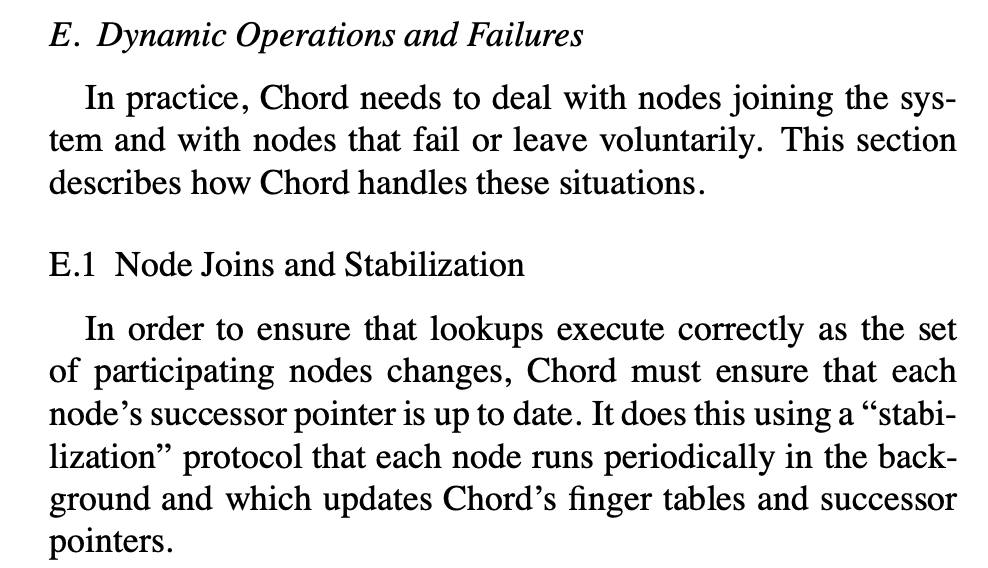 E. Dynamic Operations and Failures
In practice, Chord needs to deal with nodes joining the sys-
tem and with nodes that fail or leave voluntarily. This section
describes how Chord handles these situations.
E.1 Node Joins and Stabilization
In order to ensure that lookups execute correctly as the set
of participating nodes changes, Chord must ensure that each
node’s successor pointer is up to date. It does this using a “stabi-
lization” protocol that each node runs periodically in the back-
ground and which updates Chord’s finger tables and successor
pointers.